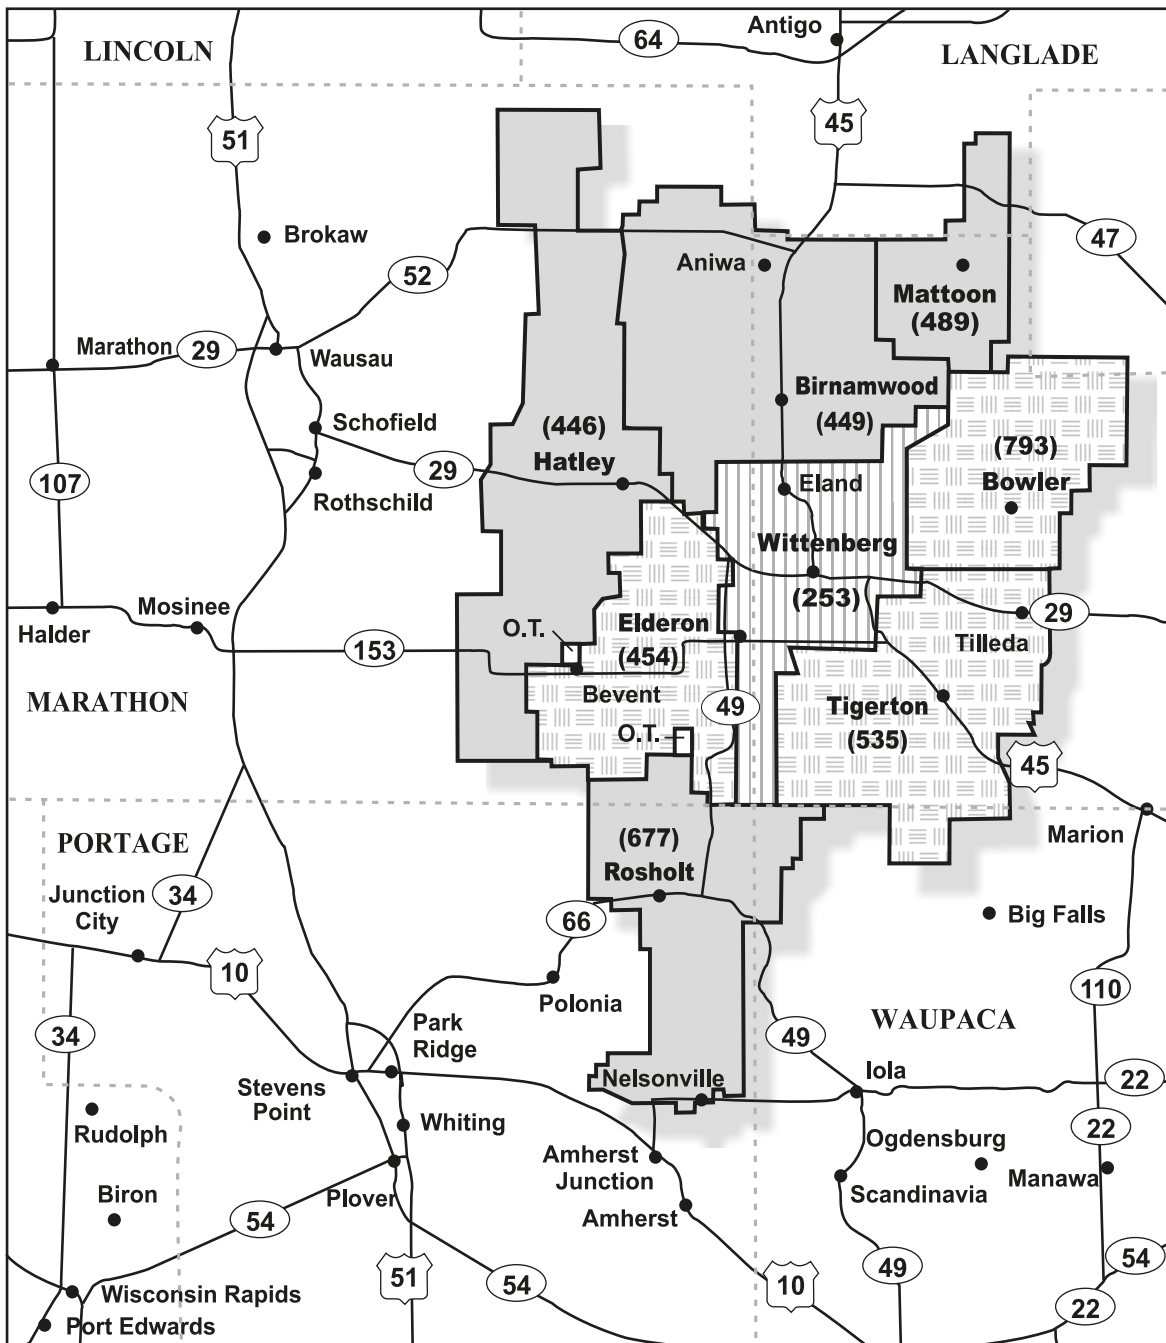 Antigo
64
LINCOLN
LANGLADE
51
45
Brokaw
47
Aniwa
52
Mattoon
(489)
Marathon
29
Wausau
Birnamwood
(449)
Schofield
(446)
Hatley
(793)
Bowler
29
107
Rothschild
Eland
Wittenberg
(253)
Mosinee
Halder
O.T.
Elderon
(454)
29
Tilleda
153
Bevent
MARATHON
49
Tigerton
(535)
O.T.
45
PORTAGE
(677)
Rosholt
Marion
Junction
City
34
66
Big Falls
10
Polonia
110
34
Park
Ridge
49
WAUPACA
Iola
Stevens
Point
Nelsonville
22
Rudolph
Whiting
22
Ogdensburg
Amherst
Junction
Manawa
Biron
Plover
Scandinavia
54
Amherst
54
51
54
10
49
Wisconsin Rapids
22
Port Edwards